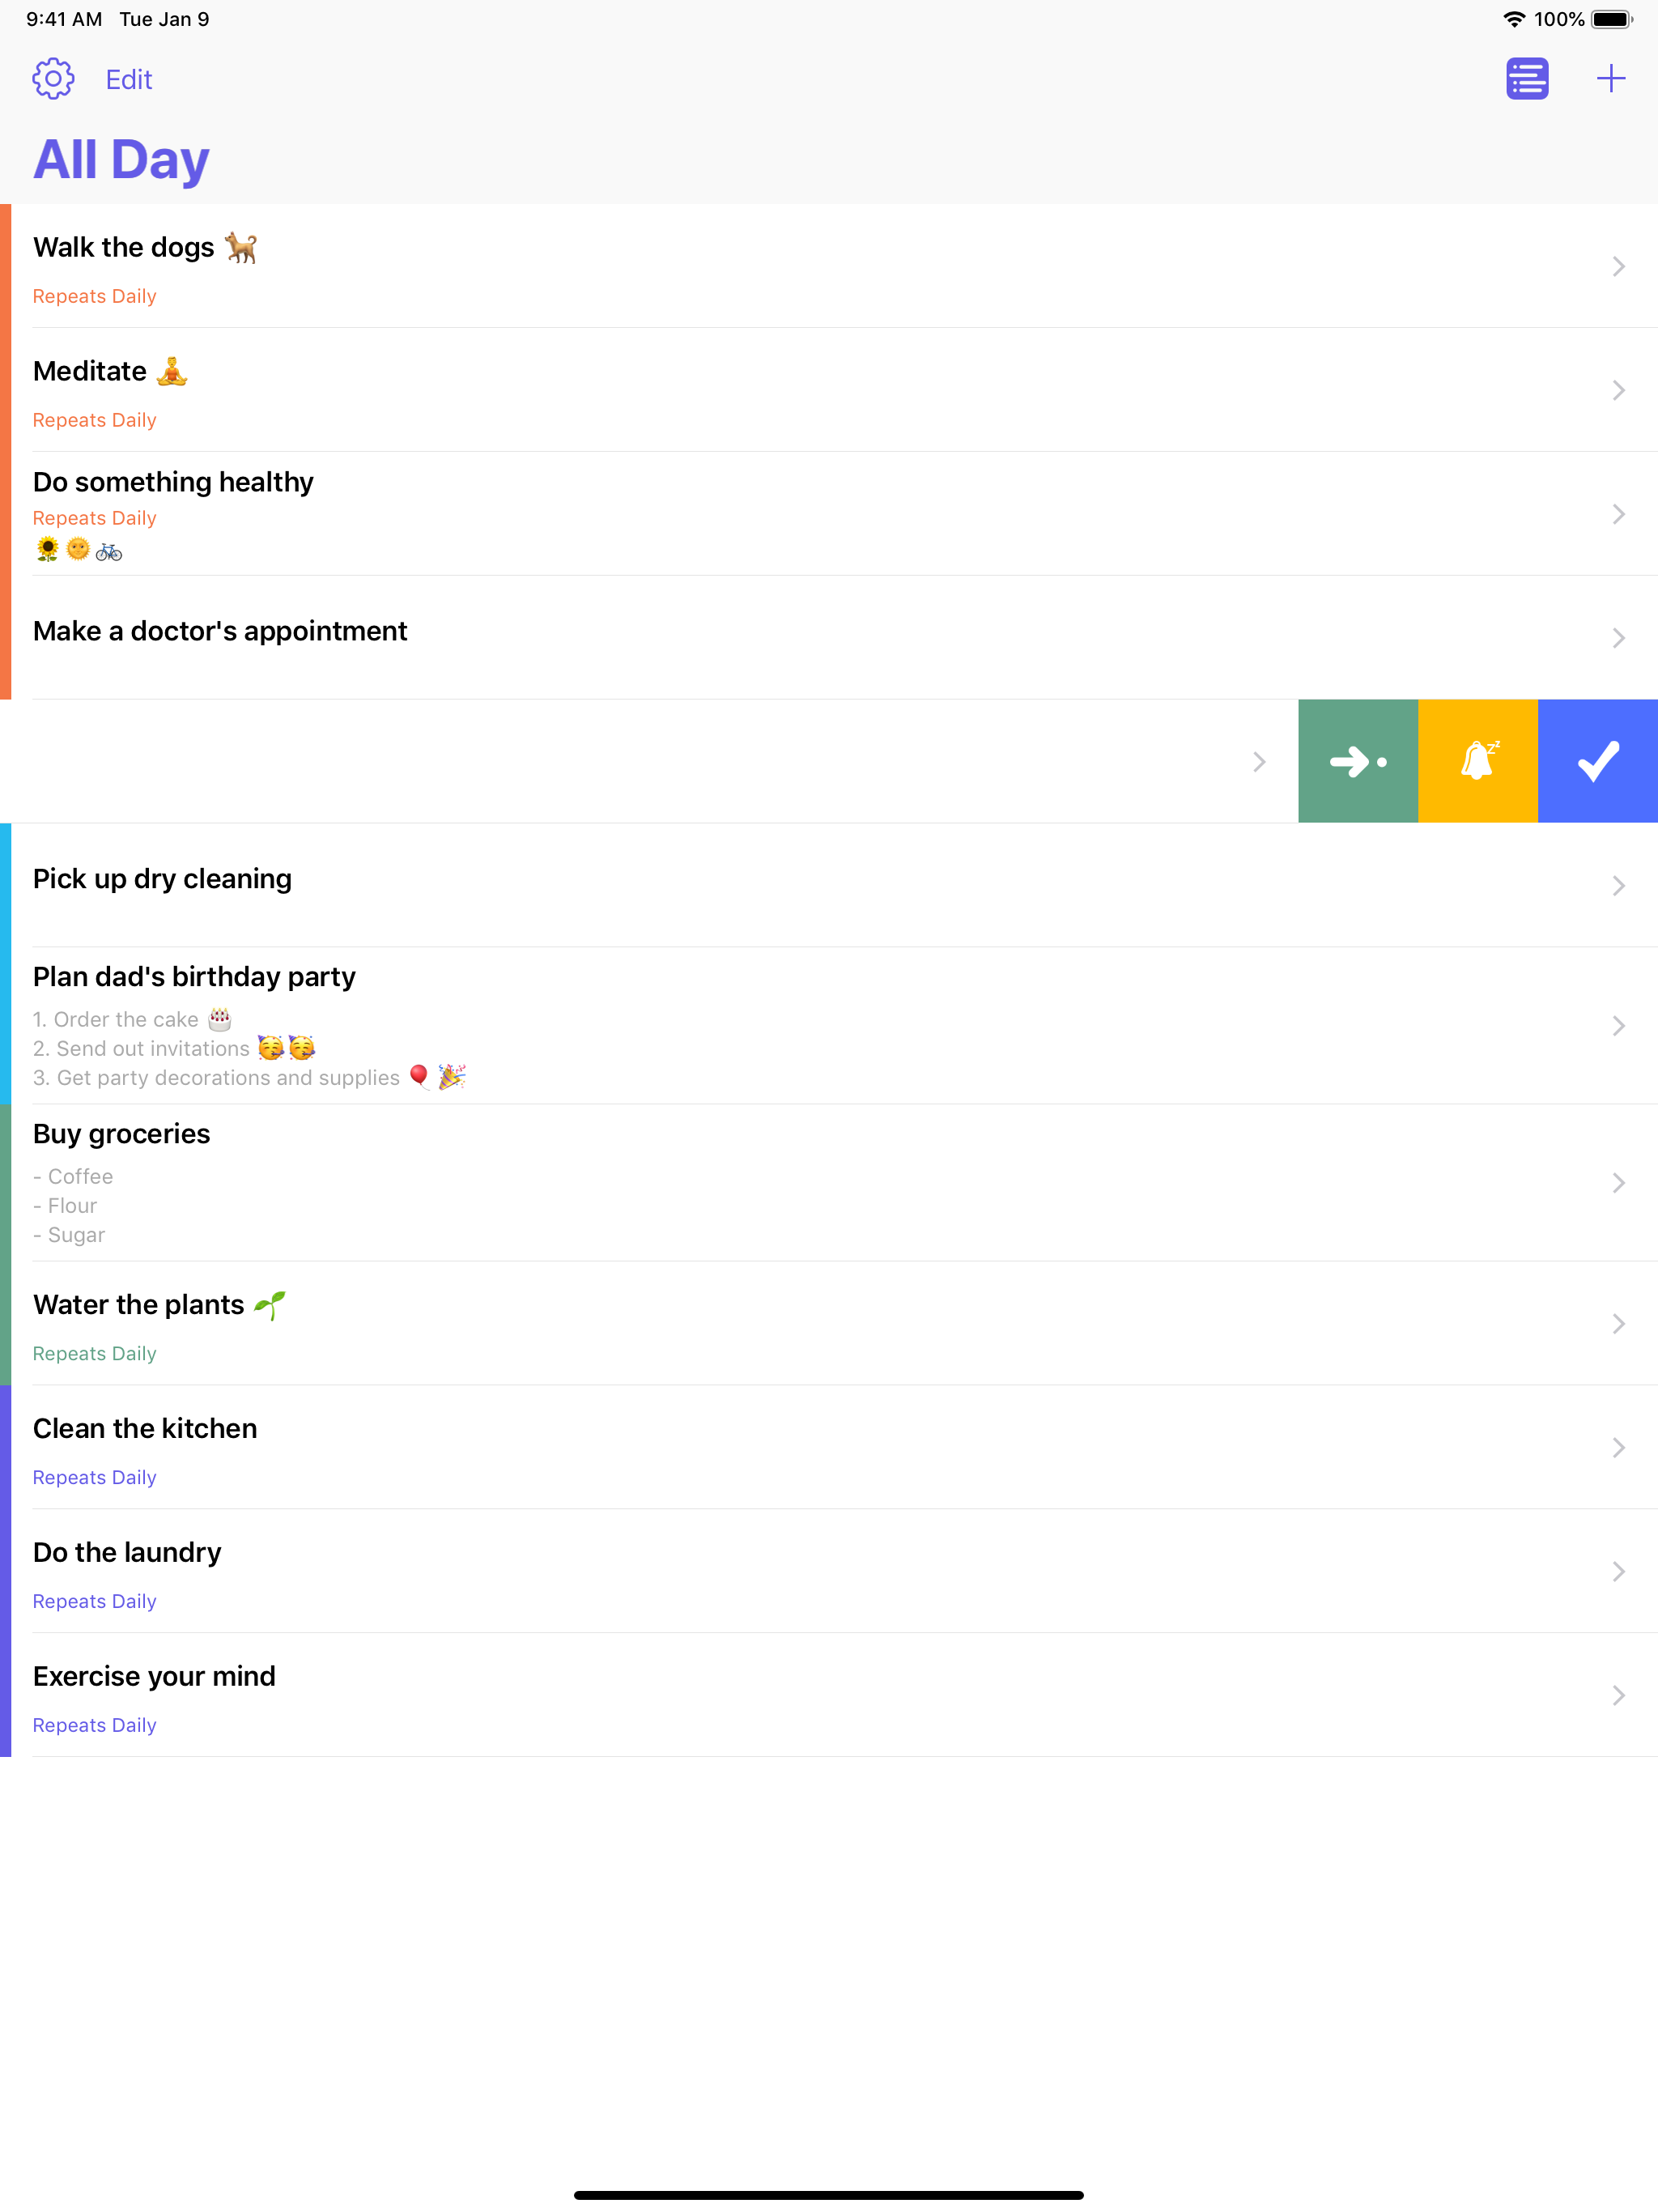 9:41 AM Tue Jan 9 100%
Edit
All Day
Walk the dogs 🐕
Repeats Daily
Meditate 🧘
Repeats Daily
Do something healthy
Repeats Daily
🌻🌞🚲
Make a doctor's appointment
zz
Pick up dry cleaning
Plan dad's birthday party
1. Order the cake 🎂
2. Send out invitations 🥳🥳
3. Get party decorations and supplies 🎈🎉
Buy groceries
- Coffee
- Flour
- Sugar
Water the plants 🌱
Repeats Daily
Clean the kitchen
Repeats Daily
Do the laundry
Repeats Daily
Exercise your mind
Repeats Daily